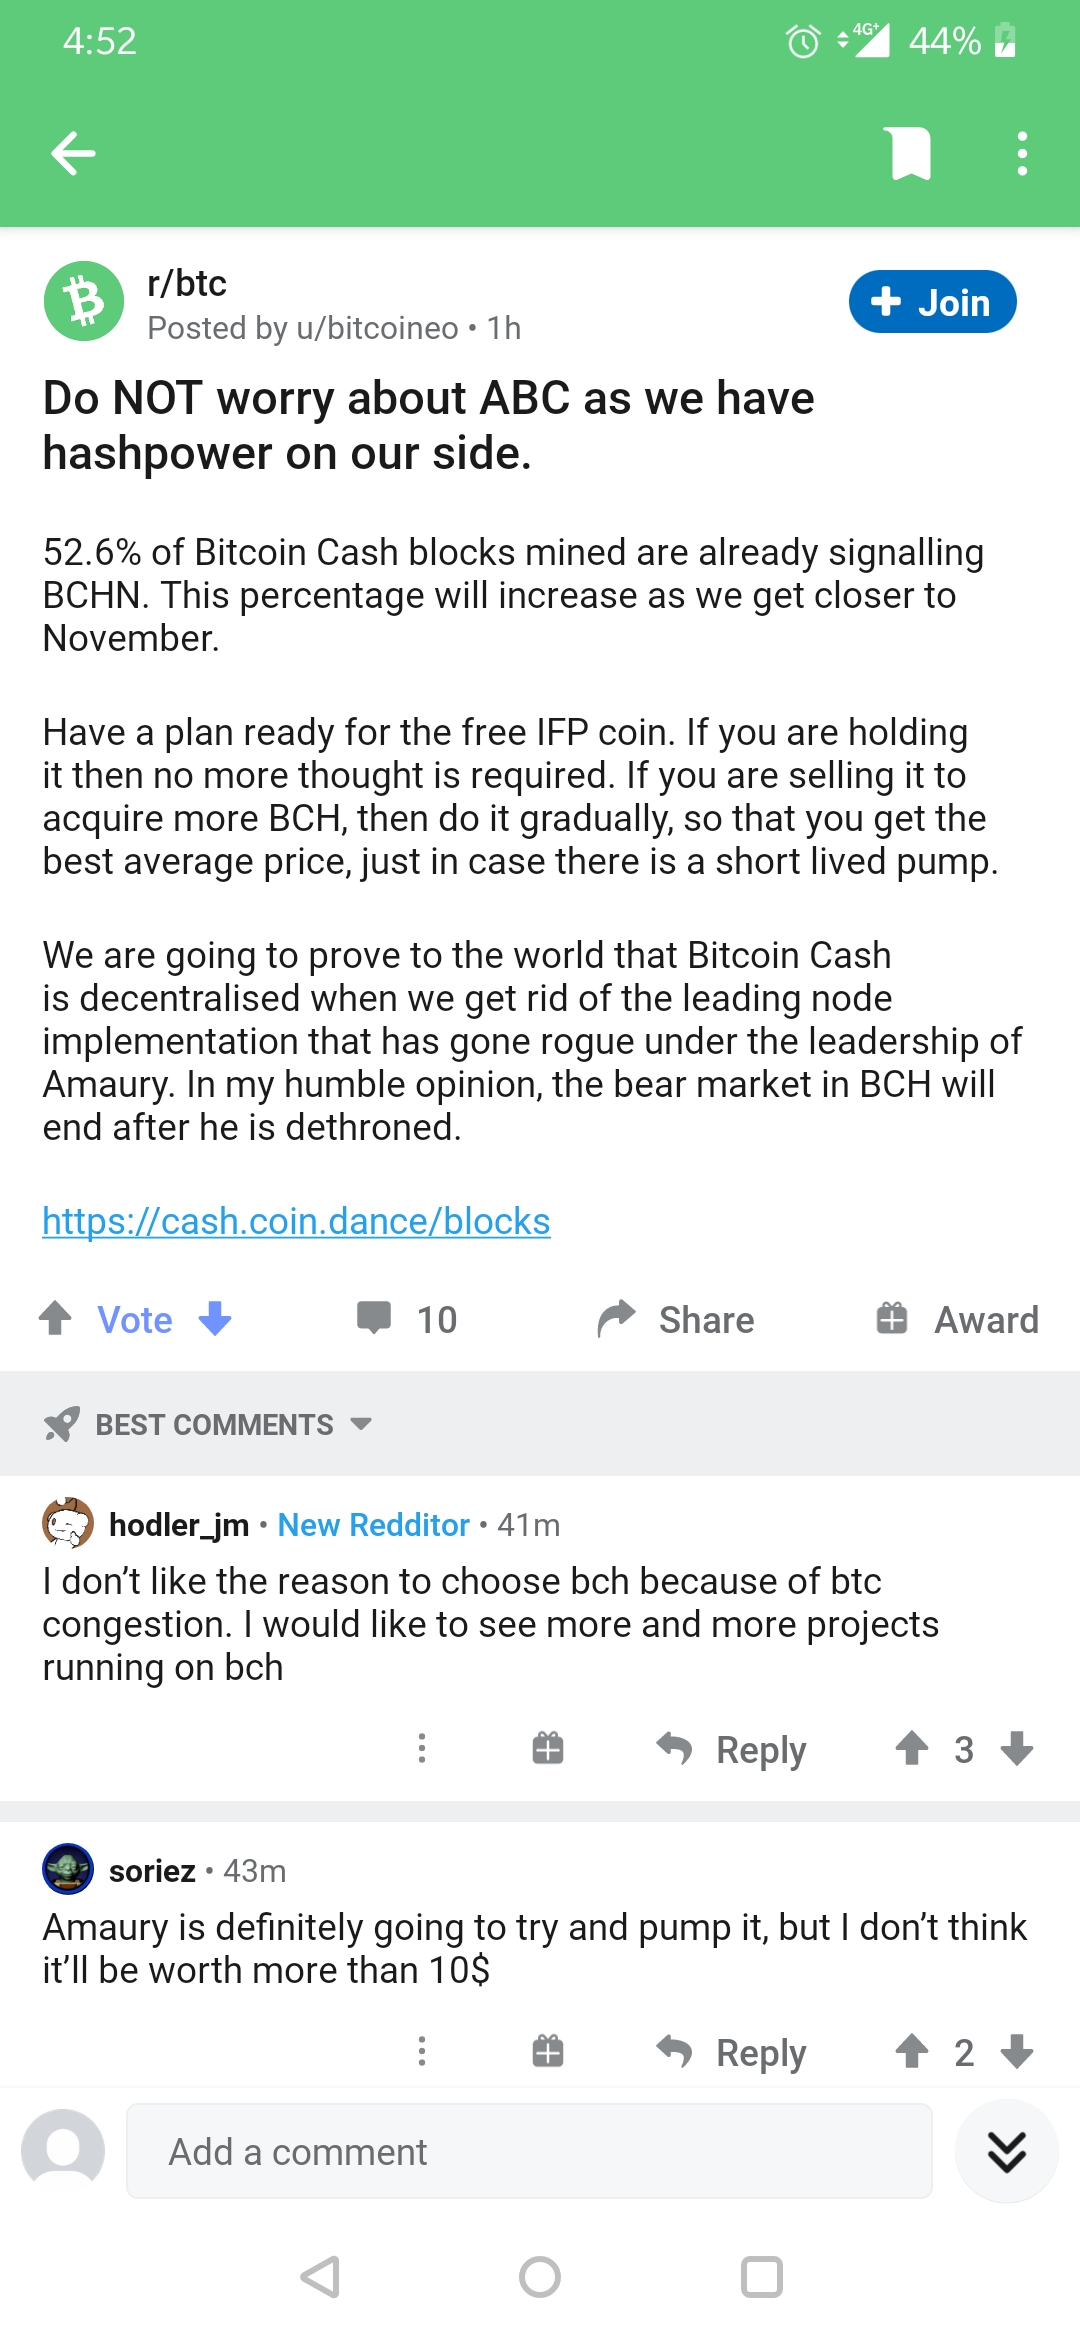 4:52
4G+ 44%
r/btc
Posted by u/bitcoineo • 1h
Join
Do NOT worry about ABC as we have
hashpower on our side.
52.6% of Bitcoin Cash blocks mined are already signalling
BCHN. This percentage will increase as we get closer to
November.
Have a plan ready for the free IFP coin. If you are holding
it then no more thought is required. If you are selling it to
acquire more BCH, then do it gradually, so that you get the
best average price, just in case there is a short lived pump.
We are going to prove to the world that Bitcoin Cash
is decentralised when we get rid of the leading node
implementation that has gone rogue under the leadership of
Amaury. In my humble opinion, the bear market in BCH will
end after he is dethroned.
https://cash.coin.dance/blocks
Vote 10 Share Award
BEST COMMENTS
hodler_jm • New Redditor • 41m
I don’t like the reason to choose bch because of btc
congestion. I would like to see more and more projects
running on bch
Reply 3
soriez • 43m
Amaury is definitely going to try and pump it, but I don’t think
it’ll be worth more than 10$
Reply 2
Add a comment